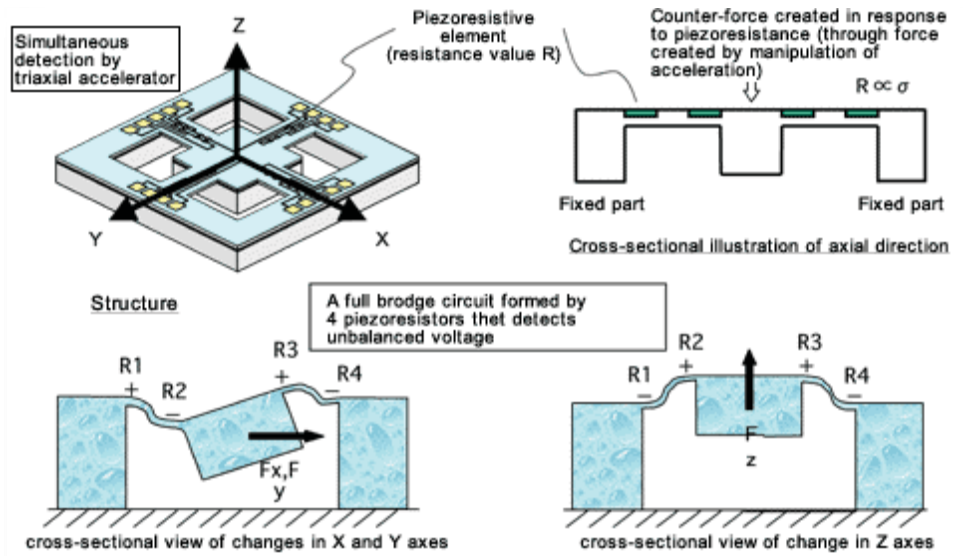 Simultaneous
detection by
triaxial accelerator
Z
Y
X
Piezoresistive
element
(resistance value R)
Counter-force created in response
to piezoresistance (through force
created by manipulation of
acceleration)
R ∝ σ
Fixed part
Fixed part
Cross-sectional illustration of axial direction
Structure
A full brodge circuit formed by
4 piezoresistors thet detects
unbalanced voltage
R1
+
R2
−
R3
+
R4
−
Fx,F
y
cross-sectional view of changes in X and Y axes
R1
−
R2
+
R3
+
R4
−
F
z
cross-sectional view of change in Z axes